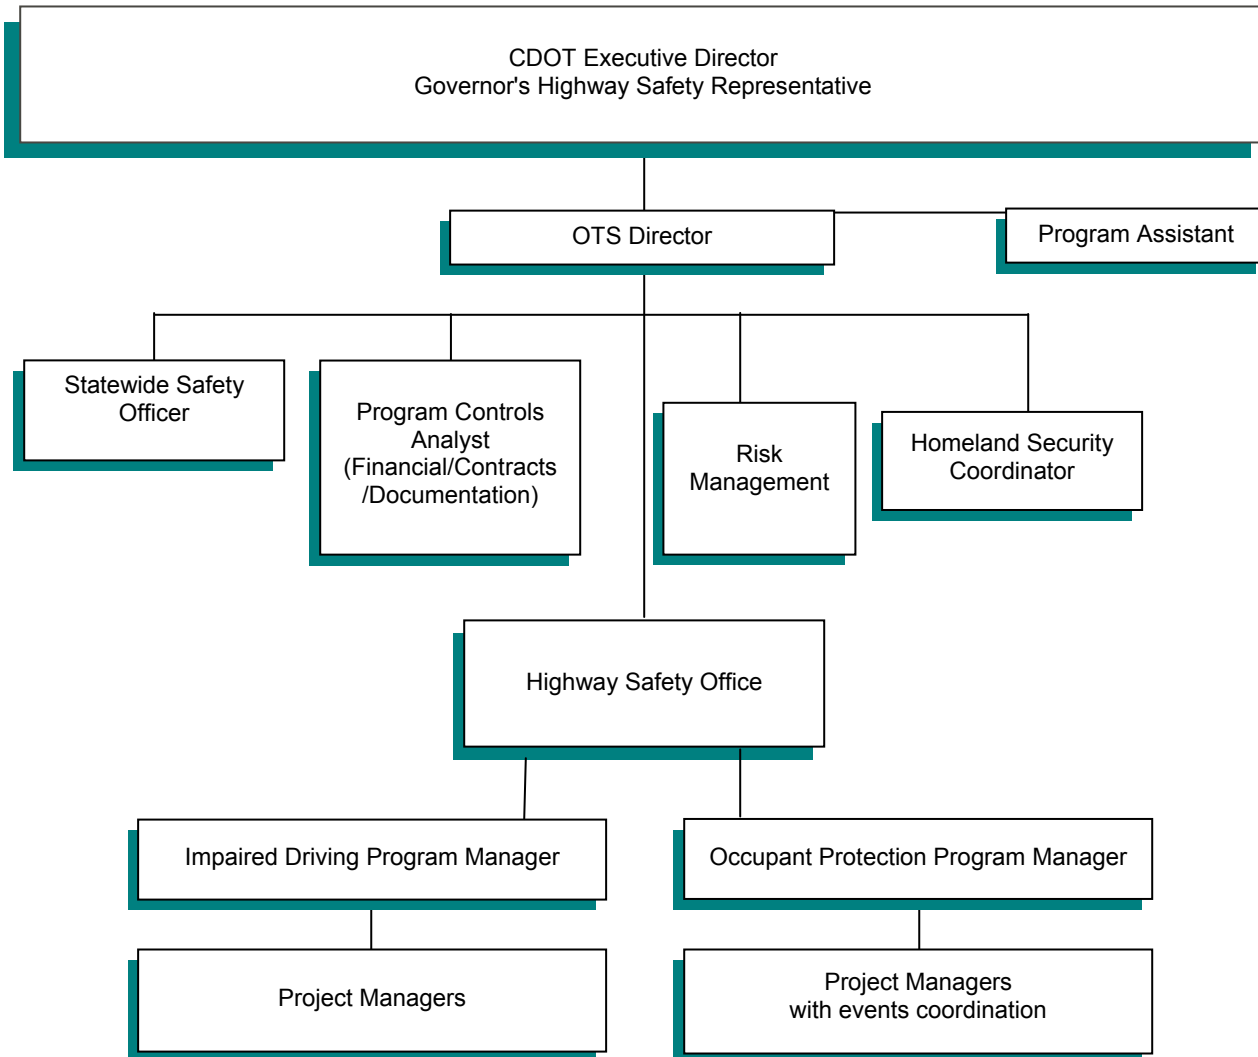 CDOT Executive Director
Governor's Highway Safety Representative
OTS Director
Program Assistant
Statewide Safety
Officer
Program Controls
Analyst
(Financial/Contracts
/Documentation)
Risk
Management
Homeland Security
Coordinator
Highway Safety Office
Impaired Driving Program Manager
Occupant Protection Program Manager
Project Managers
Project Managers
with events coordination